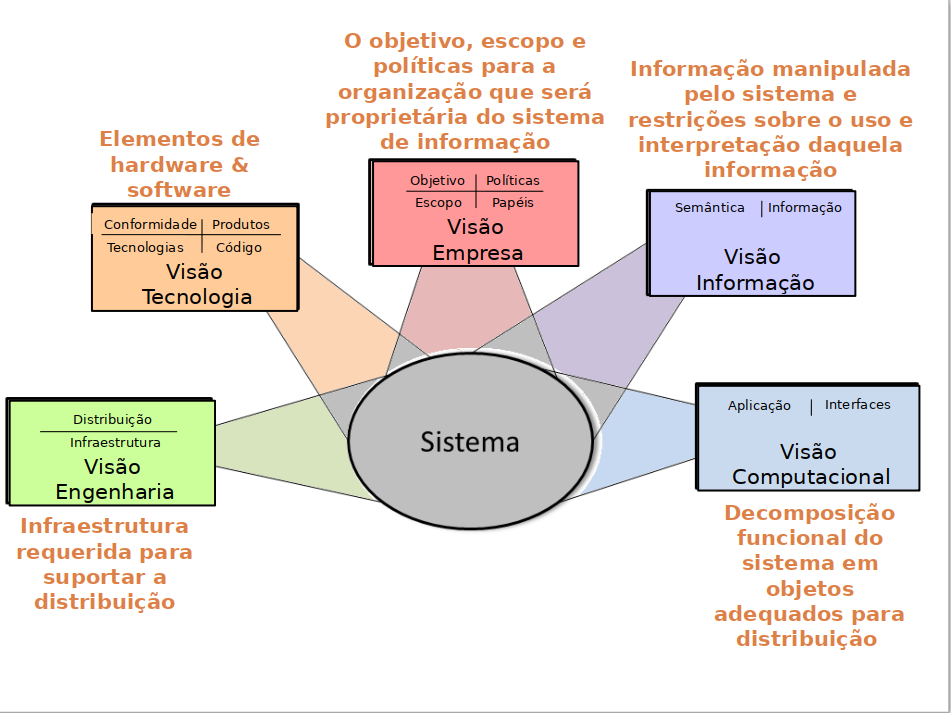 O objetivo, escopo e
políticas para a
organização que será
proprietária do sistema
de informação
Informação manipulada
pelo sistema e
restrições sobre o uso e
interpretação daquela
informação
Elementos de
hardware &
software
Objetivo Políticas
Escopo Papéis
Visão
Empresa
Semântica Informação
Visão
Informação
Conformidade Produtos
Tecnologias Código
Visão
Tecnologia
Sistema
Distribuição
Infraestrutura
Visão
Engenharia
Aplicação Interfaces
Visão
Computacional
Infraestrutura
requerida para
suportar a
distribuição
Decomposição
funcional do
sistema em
objetos
adequados para
distribuição